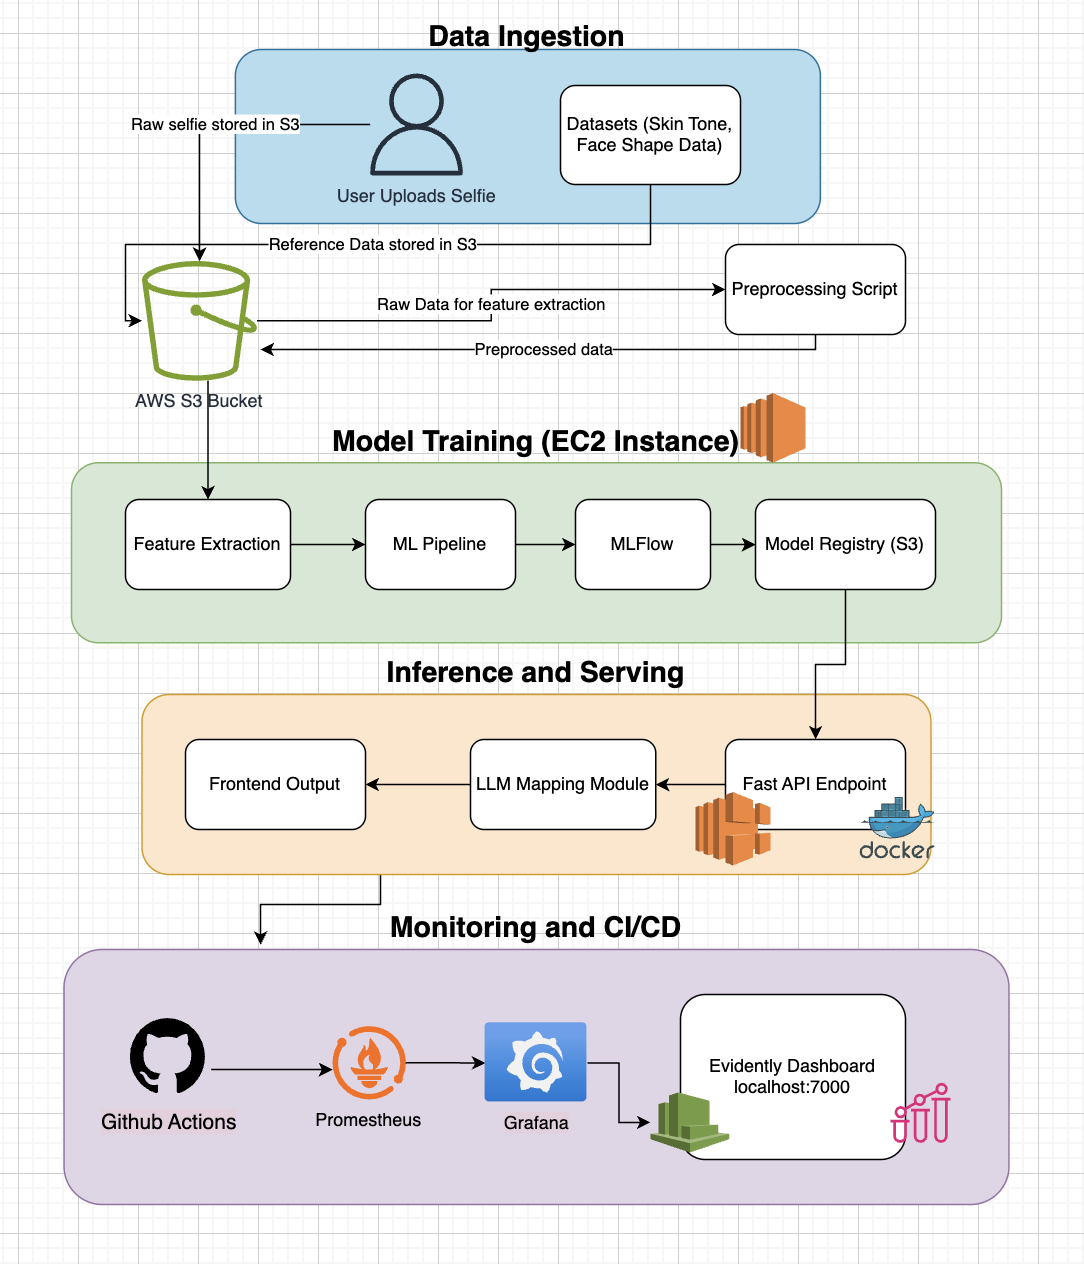 Data Ingestion
Raw selfie stored in S3
Datasets (Skin Tone,
Face Shape Data)
User Uploads Selfie
Reference Data stored in S3
Preprocessing Script
Raw Data for feature extraction
Preprocessed data
AWS S3 Bucket
Model Training (EC2 Instance)
Feature Extraction
ML Pipeline
MLFlow
Model Registry (S3)
Inference and Serving
Frontend Output
LLM Mapping Module
Fast API Endpoint
docker
Monitoring and CI/CD
Evidently Dashboard
localhost:7000
Github Actions
Prometheus
Grafana